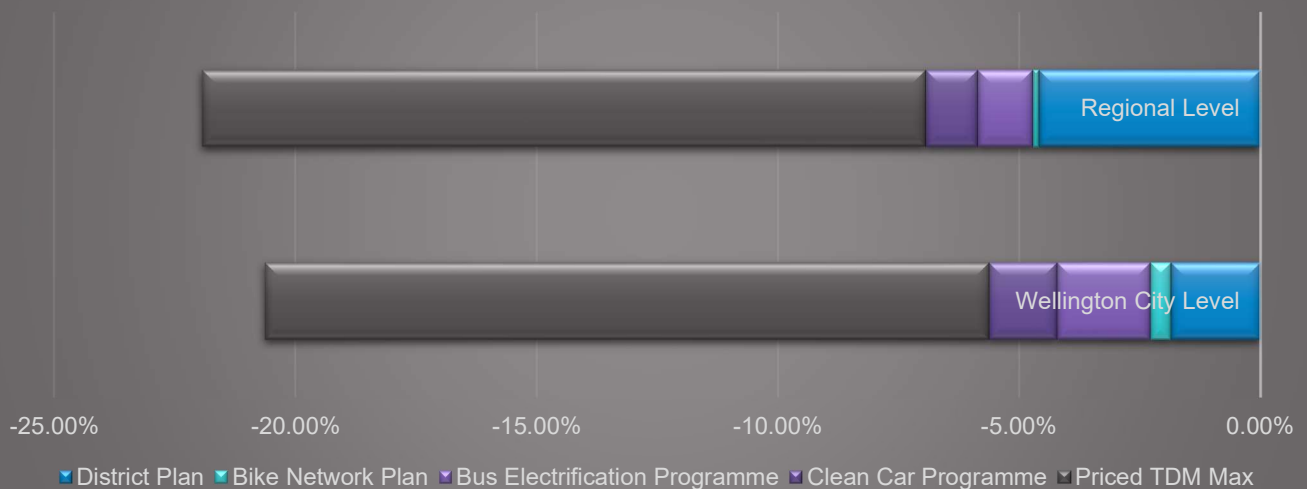 Regional Level
Wellington City Level
-25.00% -20.00% -15.00% -10.00% -5.00% 0.00%
District Plan Bike Network Plan Bus Electrification Programme Clean Car Programme Priced TDM Max